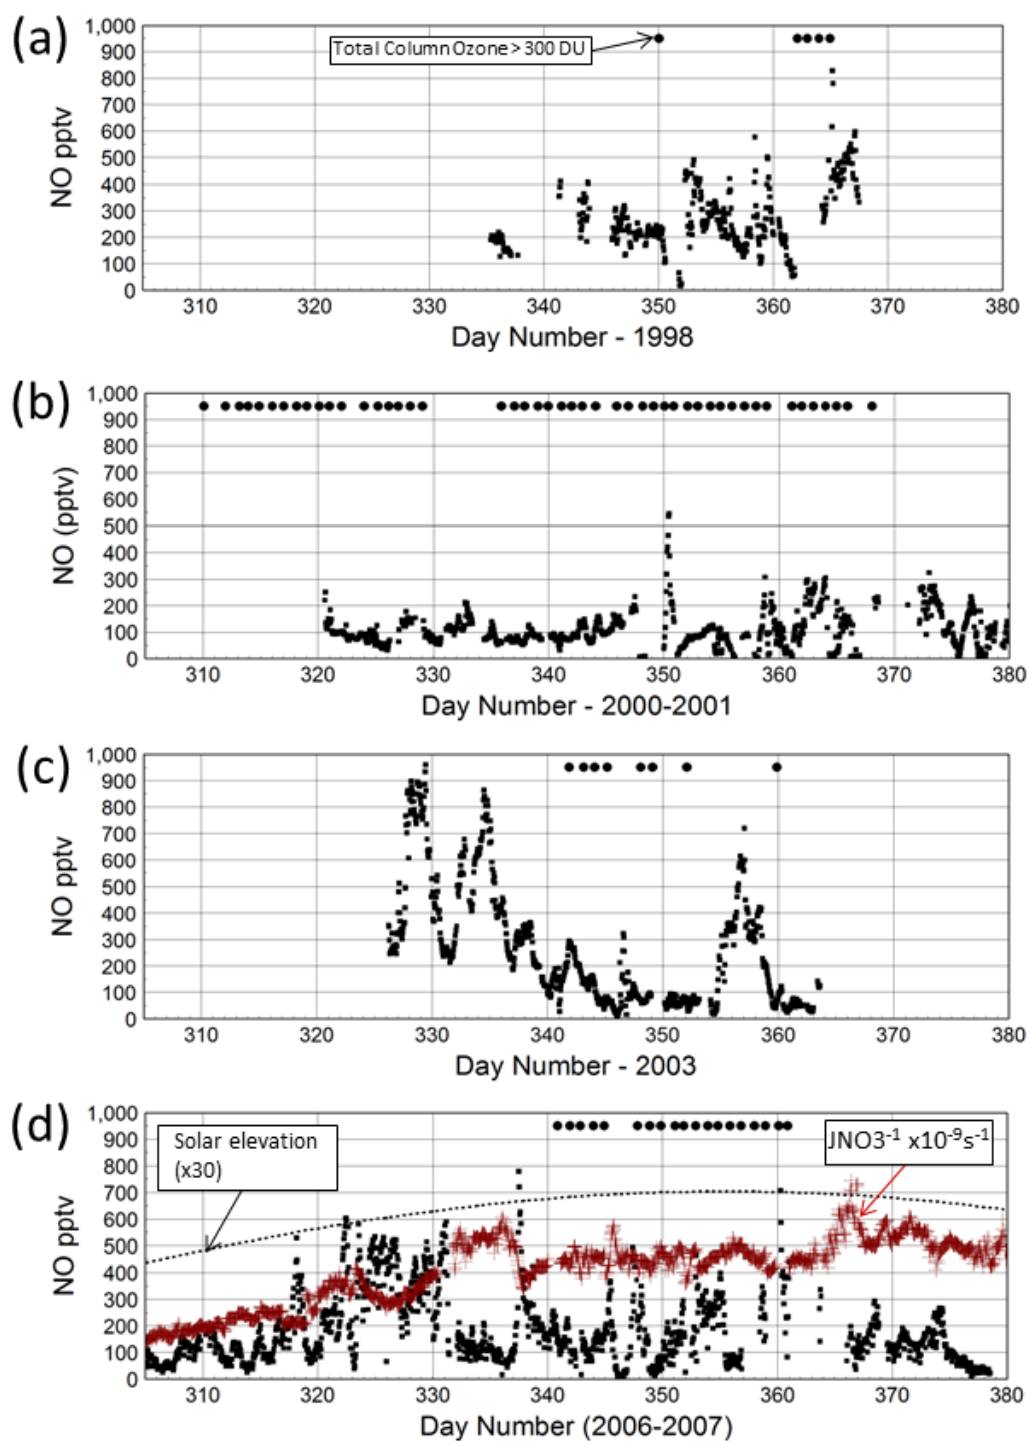 (a)
1,000
900
800
700
600
500
400
300
200
100
0
NO pptv
Total Column Ozone > 300 DU
310 320 330 340 350 360 370 380
Day Number - 1998
(b)
1,000
900
800
700
600
500
400
300
200
100
0
NO (pptv)
310 320 330 340 350 360 370 380
Day Number - 2000-2001
(c)
1,000
900
800
700
600
500
400
300
200
100
0
NO pptv
310 320 330 340 350 360 370 380
Day Number - 2003
(d)
1,000
900
800
700
600
500
400
300
200
100
0
NO pptv
Solar elevation
(x30)
JNO3⁻¹ x10⁻⁹s⁻¹
310 320 330 340 350 360 370 380
Day Number (2006-2007)